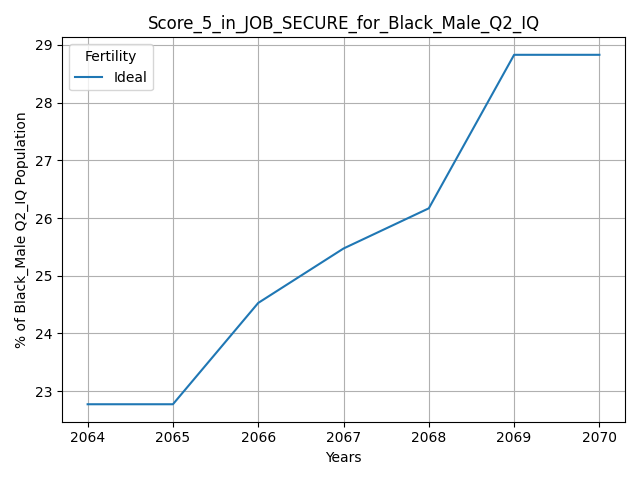 Score_5_in_JOB_SECURE_for_Black_Male_Q2_IQ
Fertility
Ideal
29
28
27
26
25
24
23
% of Black_Male Q2_IQ Population
2064 2065 2066 2067 2068 2069 2070
Years